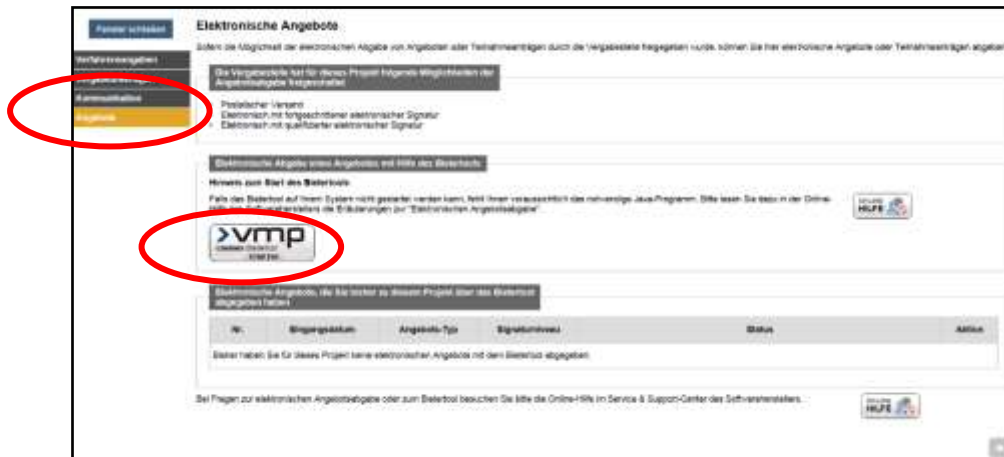 Fenster schließen
Elektronische Angebote
Sofern die Möglichkeit der elektronischen Abgabe von Angeboten oder Teilnahmeanträgen durch die Vergabestelle freigegeben wurde, können Sie hier elektronische Angebote oder Teilnahmeanträgen abgeben
Verfahrensangaben
Kommunikation
Angebote
Die Vergabestelle hat für dieses Projekt folgende Möglichkeiten der
Angebotsabgabe freigeschaltet
Postalischer Versand
Elektronisch mit fortgeschrittener elektronischer Signatur
Elektronisch mit qualifizierter elektronischer Signatur
Elektronische Abgabe eines Angebotes mit Hilfe des Bietertools
Hinweis zum Start des Bietertools
Falls das Bietertool auf Ihrem System nicht gestartet werden kann, fehlt Ihnen voraussichtlich das notwendige Java-Programm. Bitte lesen Sie dazu in der Online-
Hilfe des Softwareherstellers die Erläuterungen zur "Elektronischen Angebotsabgabe".
ONLINE
HILFE
>vmp
STARTEN
Elektronische Angebote, die Sie bisher zu diesem Projekt über das Bietertool
abgegeben haben
Nr. Eingangsdatum Angebots-Typ Signaturniveau Status Aktion
Bisher haben Sie für dieses Projekt keine elektronischen Angebote mit dem Bietertool abgegeben.
Bei Fragen zur elektronischen Angebotsabgabe oder zum Bietertool besuchen Sie bitte die Online-Hilfe im Service & Support-Center des Softwareherstellers.
ONLINE
HILFE